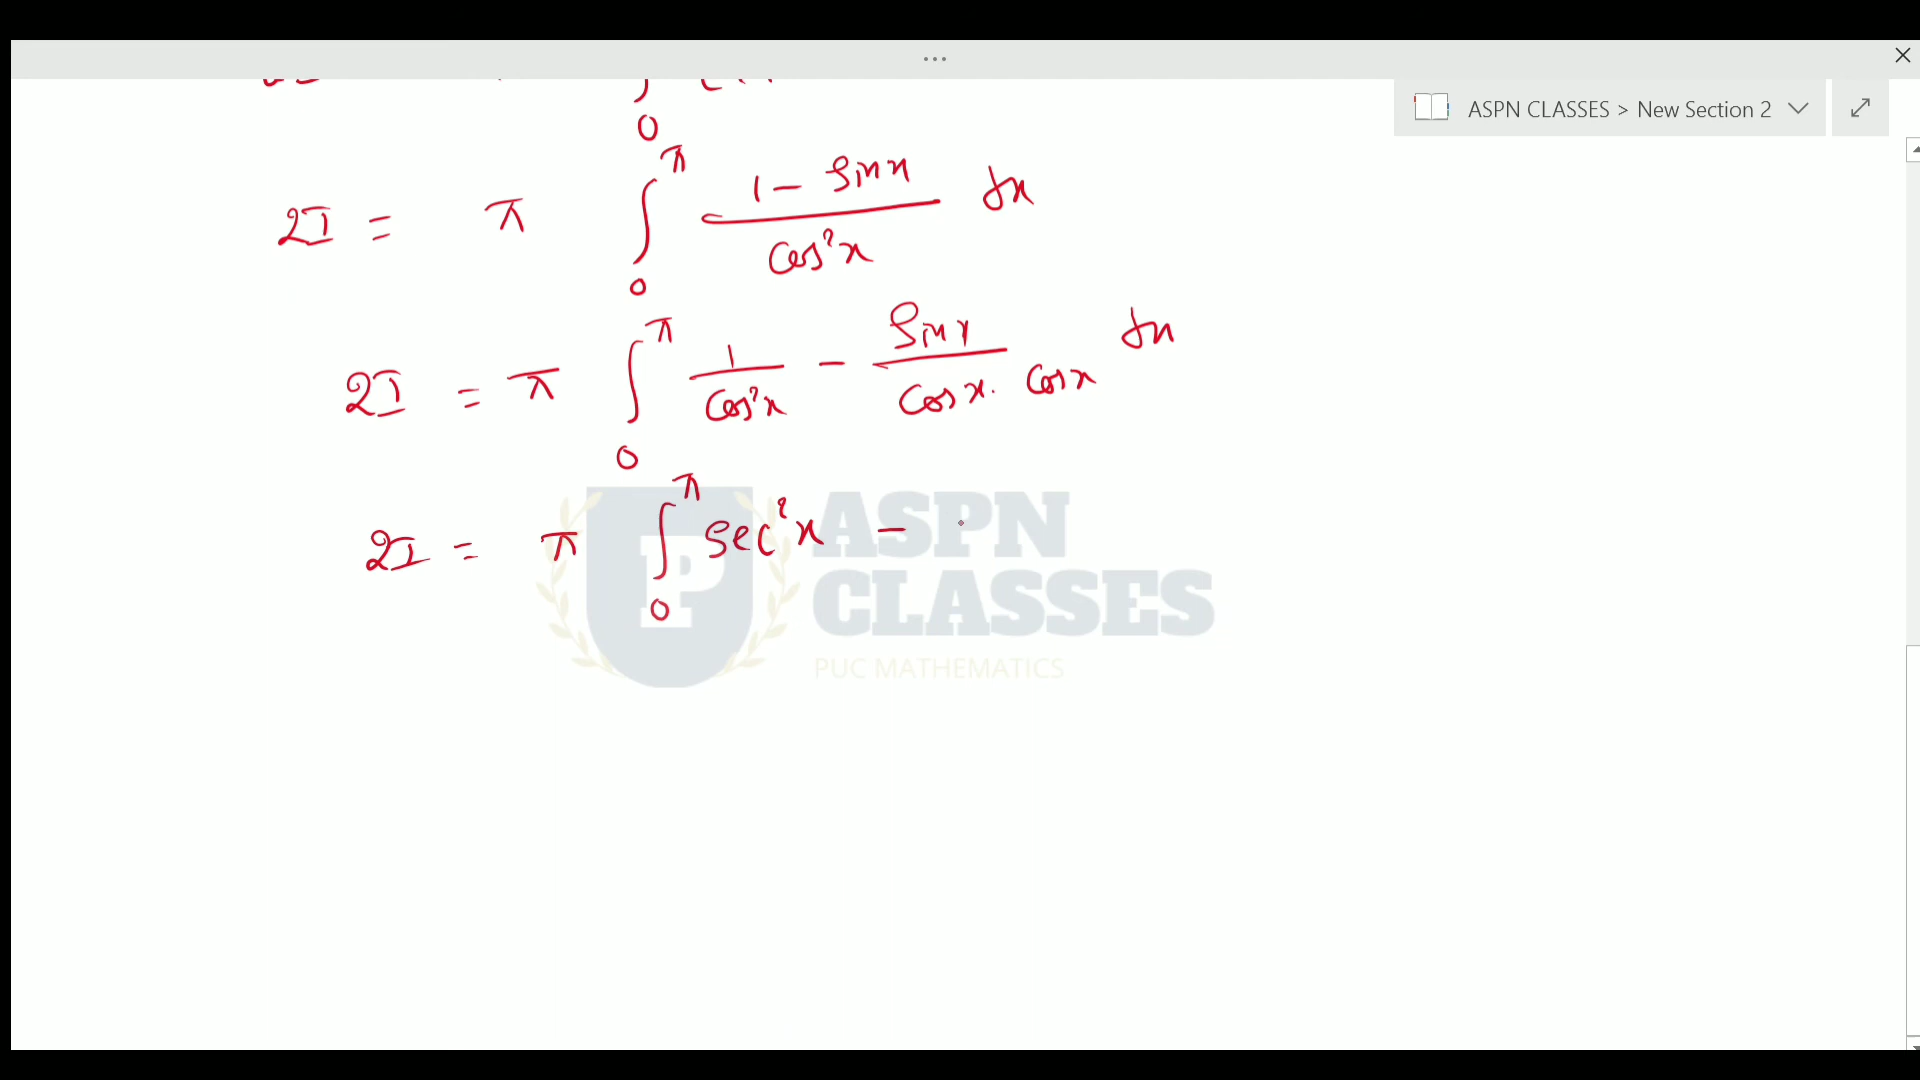 ASPN CLASSES > New Section 2
0
2I = π ∫₀^π (1 - sin x)/(cos²x) dx
2I = π ∫₀^π 1/(cos²x) - sin x/(cos x · cos x) dx
2I = π ∫₀^π sec²x -
P ASPN
CLASSES
PUC MATHEMATICS